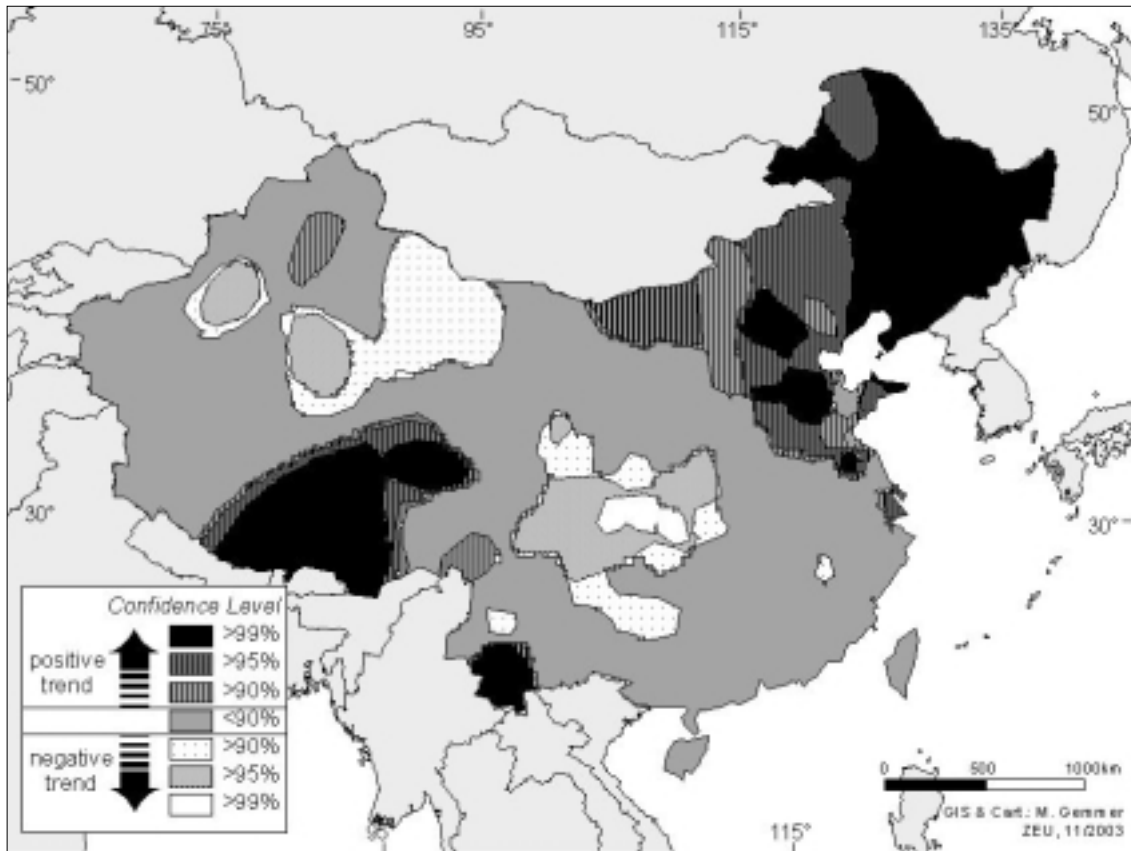 75° 95° 115° 135°
50°
50°
30°
30°
Confidence Level
>99%
positive
trend
>95%
>90%
<90%
negative
trend
>90%
>95%
>99%
0 500 1000km
GIS & Cart.: M. Gemmer
ZEU, 11/2003
95° 115°